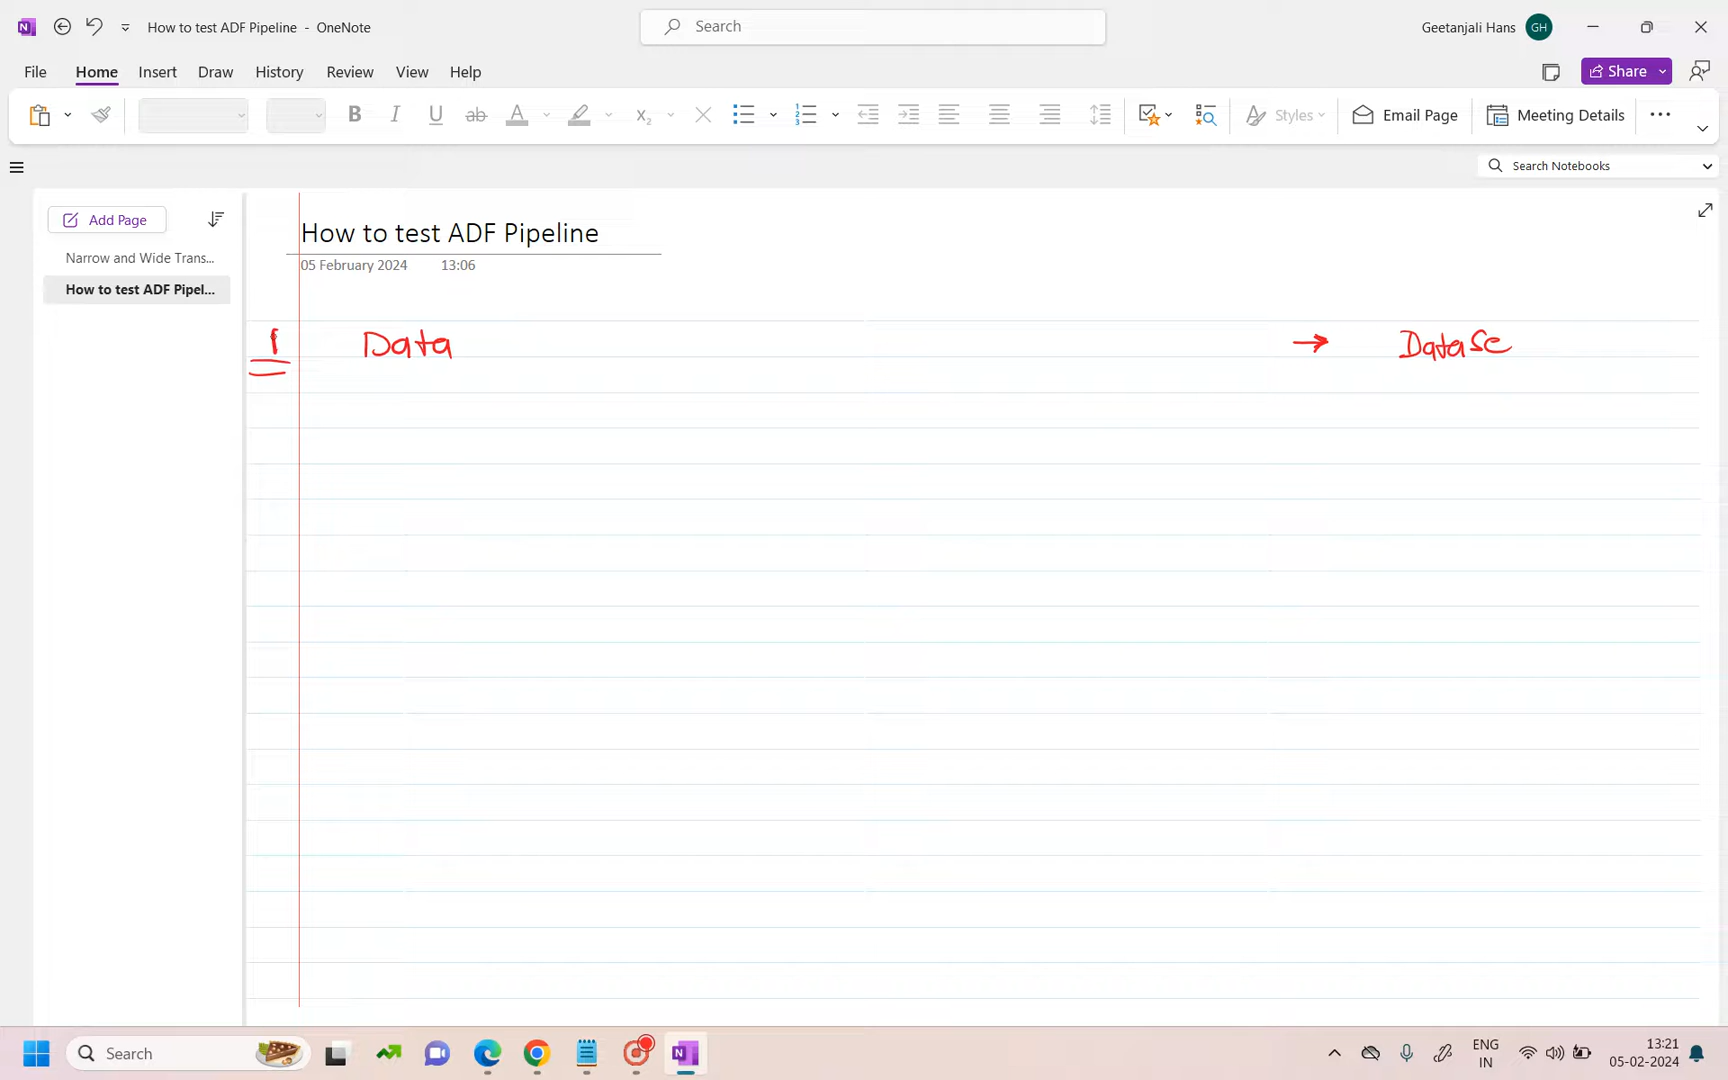 How to test ADF Pipeline - OneNote
Search
Geetanjali Hans GH
File Home Insert Draw History Review View Help
Share
B I U ab A x₂ Styles Email Page Meeting Details
Search Notebooks
Add Page
Narrow and Wide Trans...
How to test ADF Pipel...
How to test ADF Pipeline
05 February 2024 13:06
1 Data → DataSe
Search
ENG
IN
13:21
05-02-2024